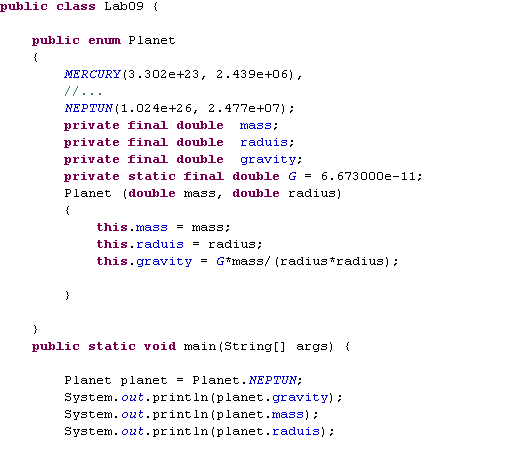 public class Lab09 {
public enum Planet
{
MERCURY(3.302e+23, 2.439e+06),
//...
NEPTUN(1.024e+26, 2.477e+07);
private final double  mass;
private final double  raduis;
private final double  gravity;
private static final double G = 6.673000e-11;
Planet (double mass, double radius)
{
this.mass = mass;
this.raduis = radius;
this.gravity = G*mass/(radius*radius);
}
}
public static void main(String[] args) {
Planet planet = Planet.NEPTUN;
System.out.println(planet.gravity);
System.out.println(planet.mass);
System.out.println(planet.raduis);